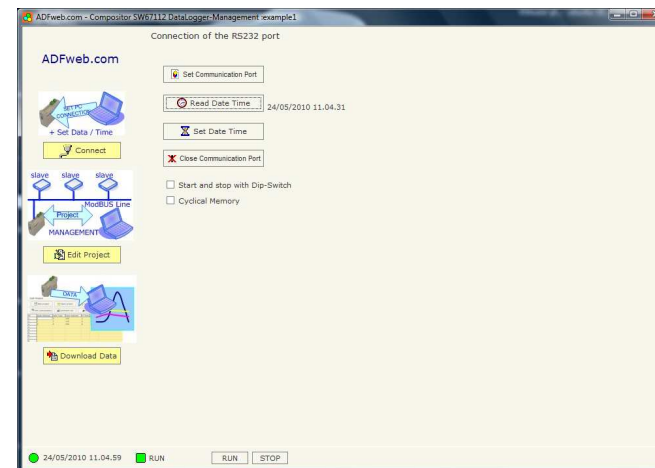 ADFweb.com - Compositor SW67112 DataLogger-Management :example1
Connection of the RS232 port
ADFweb.com
Set Communication Port
Read Date Time
24/05/2010 11.04.31
SET PC
CONNECTION
+ Set Data / Time
Set Date Time
Connect
Close Communication Port
slave slave slave
Start and stop with Dip-Switch
ModBUS Line
Cyclical Memory
Project
MANAGEMENT
Edit Project
DATA
Download Data
24/05/2010 11.04.59 RUN RUN STOP